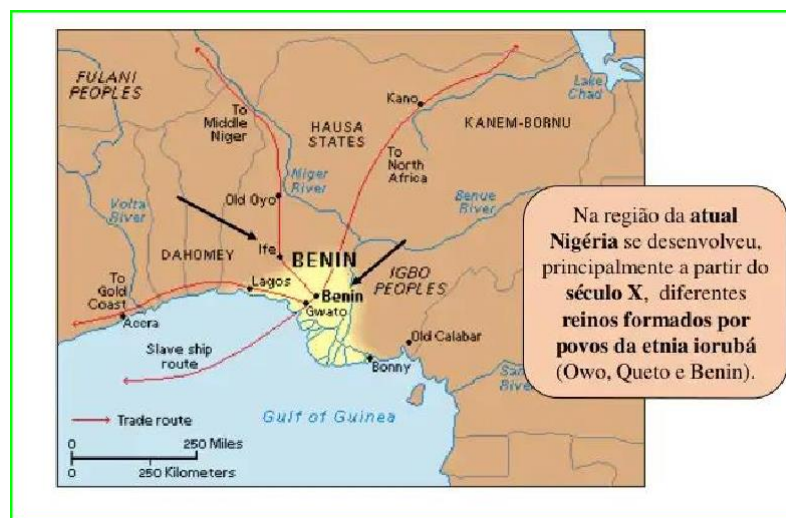 FULANI
PEOPLES
Volta
River
To
Middle
Niger
HAUSA
STATES
Kano
KANEM-BORNU
Lake
Chad
To
North
Africa
Niger
River
Benue
River
Old Oyo
DAHOMEY
Ife
BENIN
IGBO
PEOPLES
Lagos
Benin
Gwato
To
Gold
Coast
Accra
Slave ship
route
Old Calabar
Bonny
River
Gulf of Guinea
Trade route
0 250 Miles
0 250 Kilometers
Na região da atual
Nigéria se desenvolveu,
principalmente a partir do
século X, diferentes
reinos formados por
povos da etnia iorubá
(Owo, Queto e Benin).